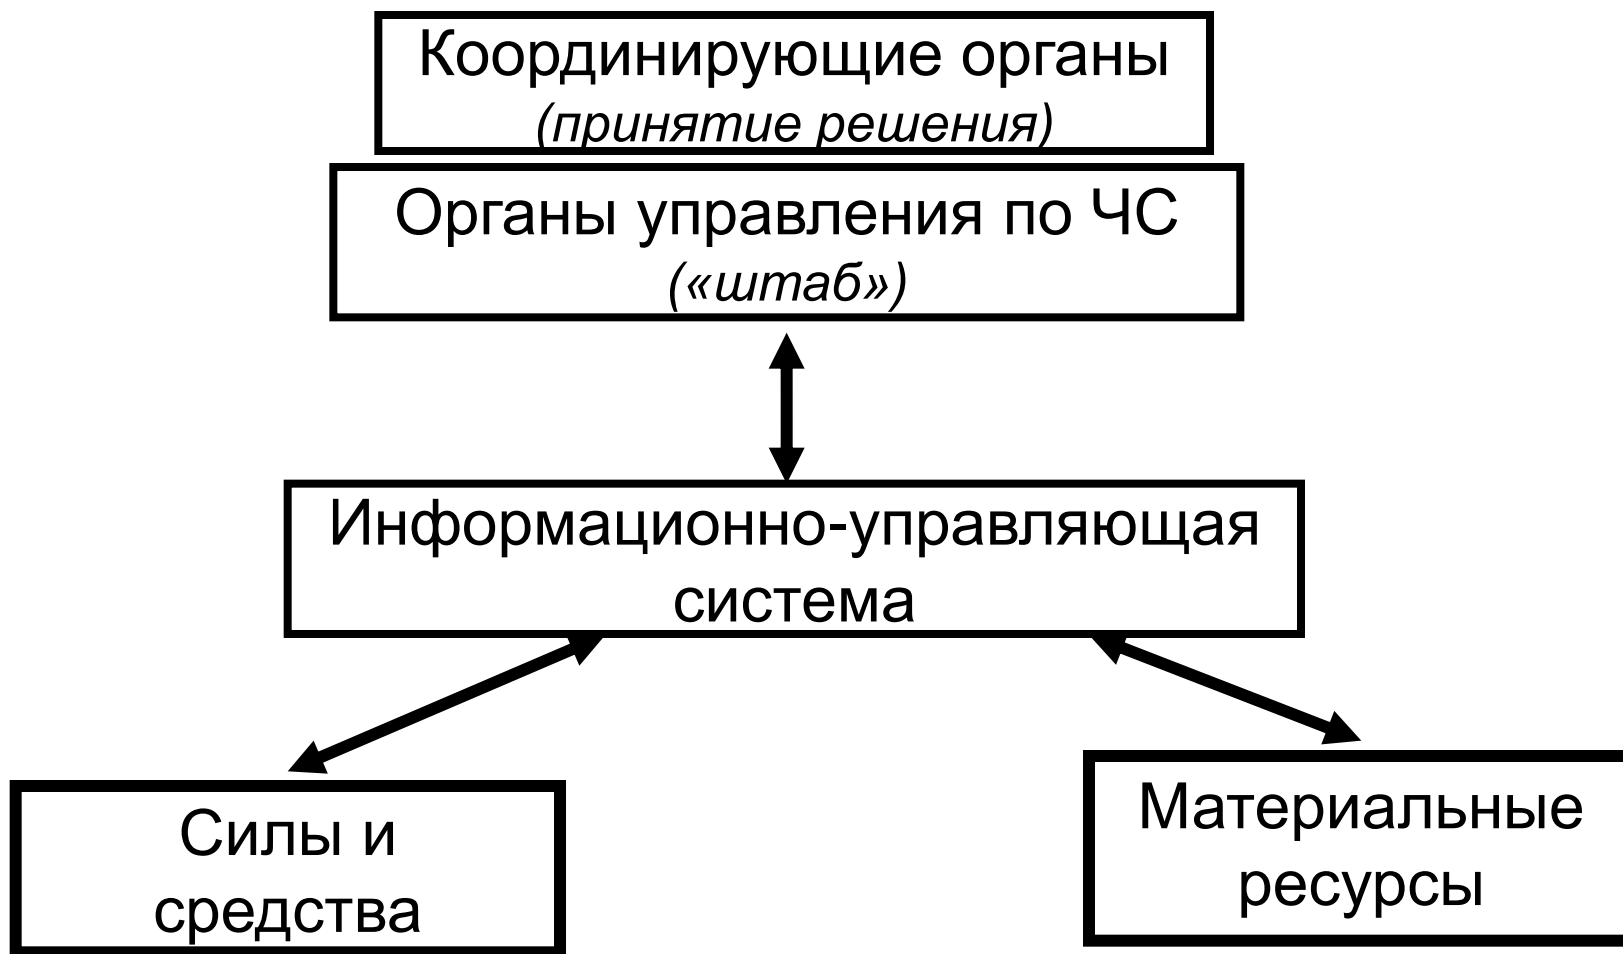 Координирующие органы
(принятие решения)
Органы управления по ЧС
(«штаб»)
Информационно-управляющая
система
Силы и
средства
Материальные
ресурсы